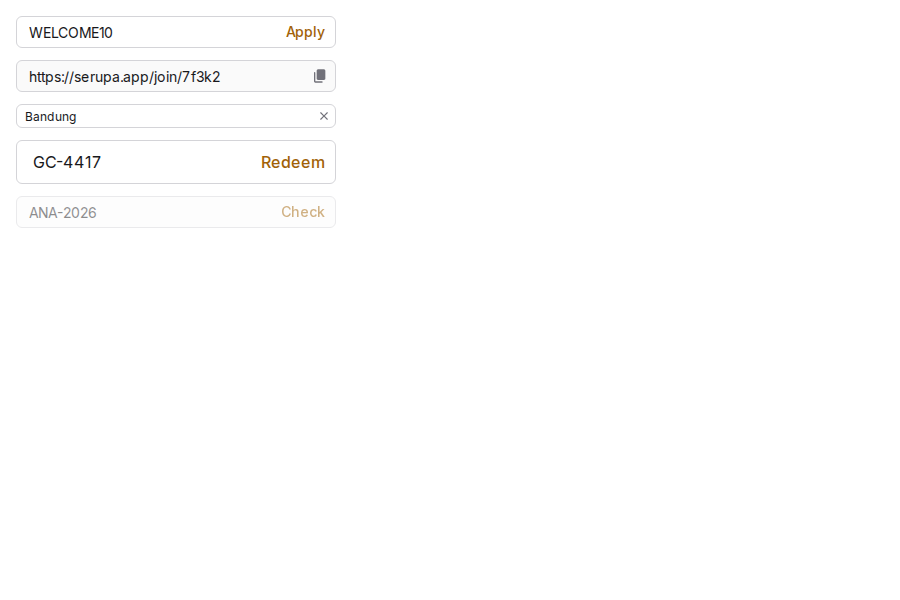 WELCOME10 Apply
https://serupa.app/join/7f3k2
Bandung
GC-4417 Redeem
ANA-2026 Check